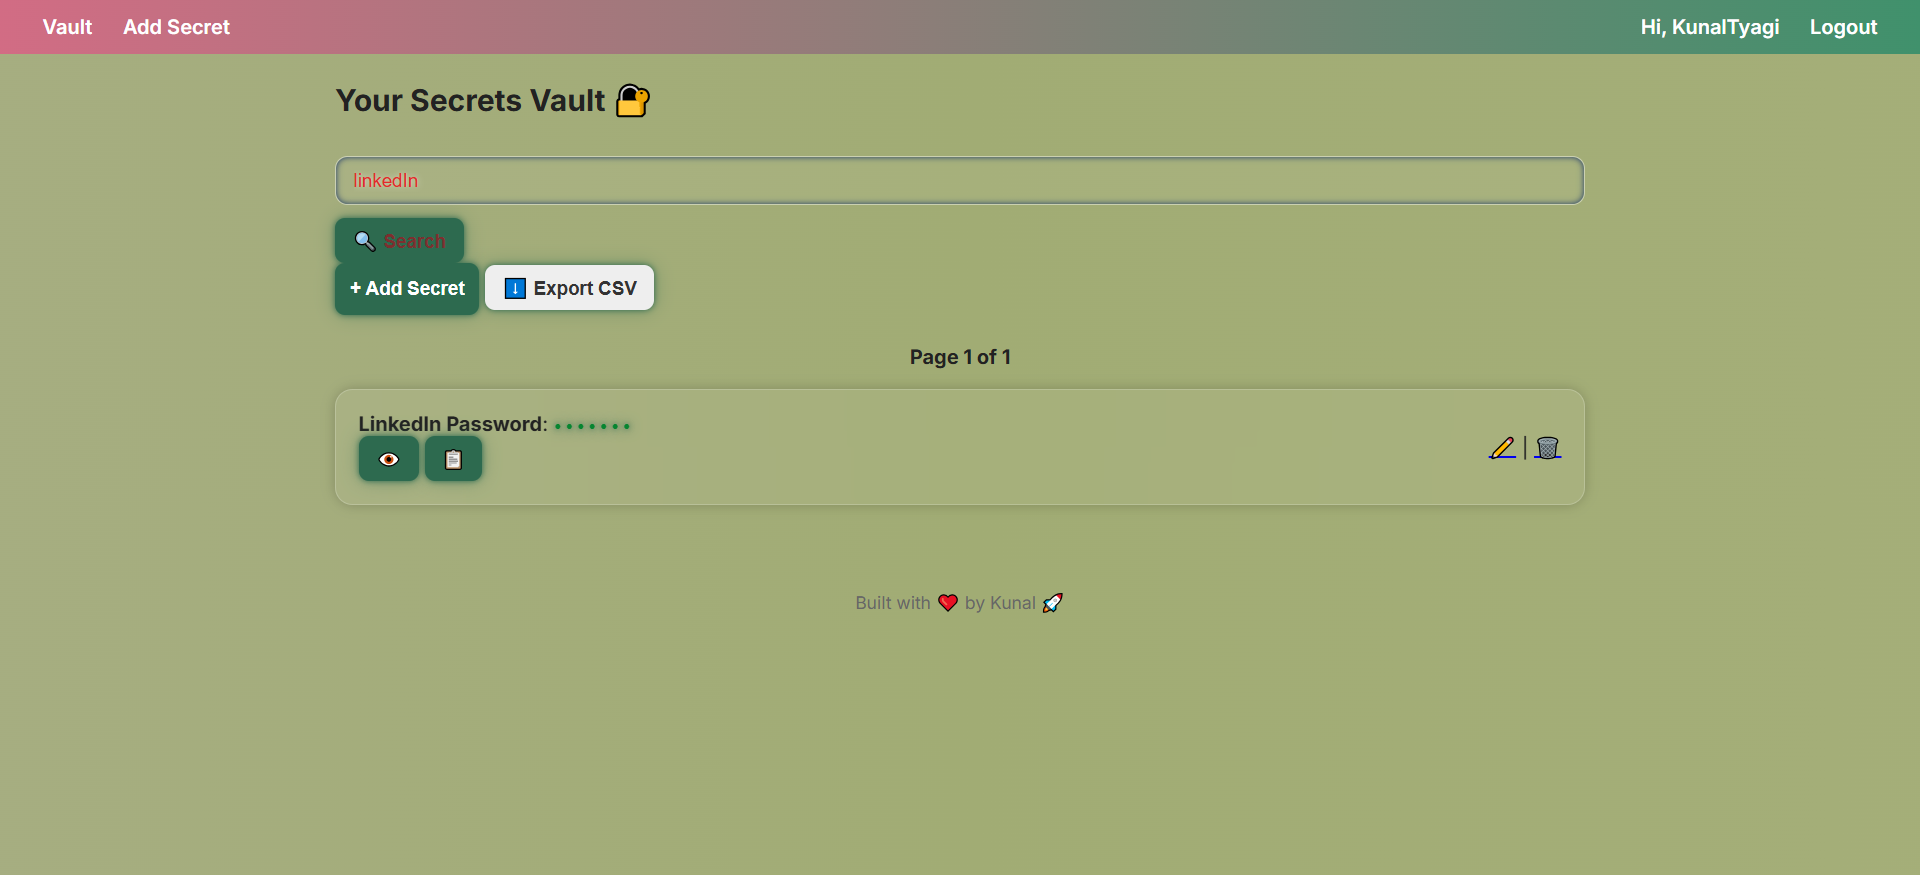 Vault Add Secret Hi, KunalTyagi Logout
Your Secrets Vault 🔐
linkedIn
🔍 Search
+ Add Secret ⬇️ Export CSV
Page 1 of 1
LinkedIn Password: •••••••
👁️ 📋 ✏️ | 🗑️
Built with ❤️ by Kunal 🚀